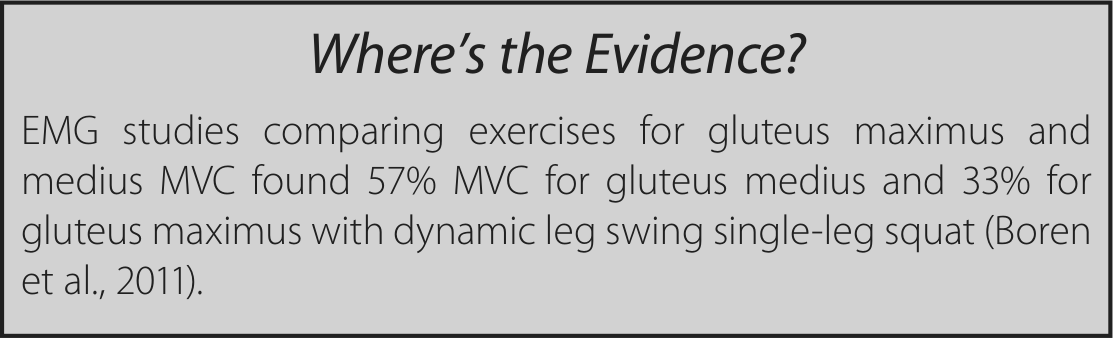 Where’s the Evidence?
EMG studies comparing exercises for gluteus maximus and
medius MVC found 57% MVC for gluteus medius and 33% for
gluteus maximus with dynamic leg swing single-leg squat (Boren
et al., 2011).